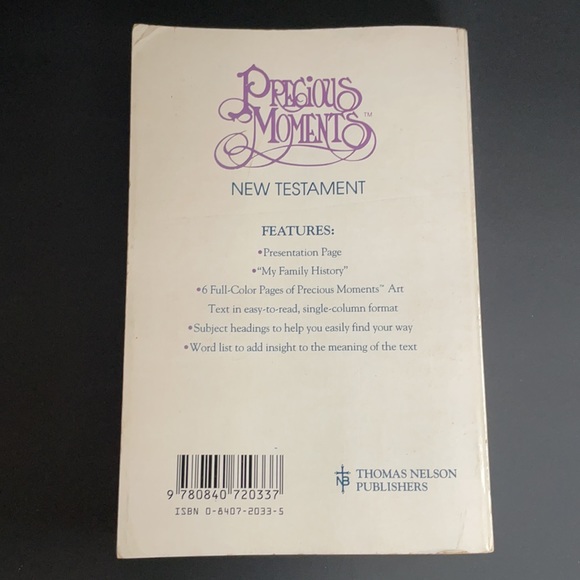 PRECIOUS
MOMENTS™
NEW TESTAMENT
FEATURES:
•Presentation Page
•"My Family History"
•6 Full-Color Pages of Precious Moments™ Art
Text in easy-to-read, single-column format
•Subject headings to help you easily find your way
•Word list to add insight to the meaning of the text
9 780840 720337
ISBN 0-8407-2033-5
NB THOMAS NELSON
PUBLISHERS